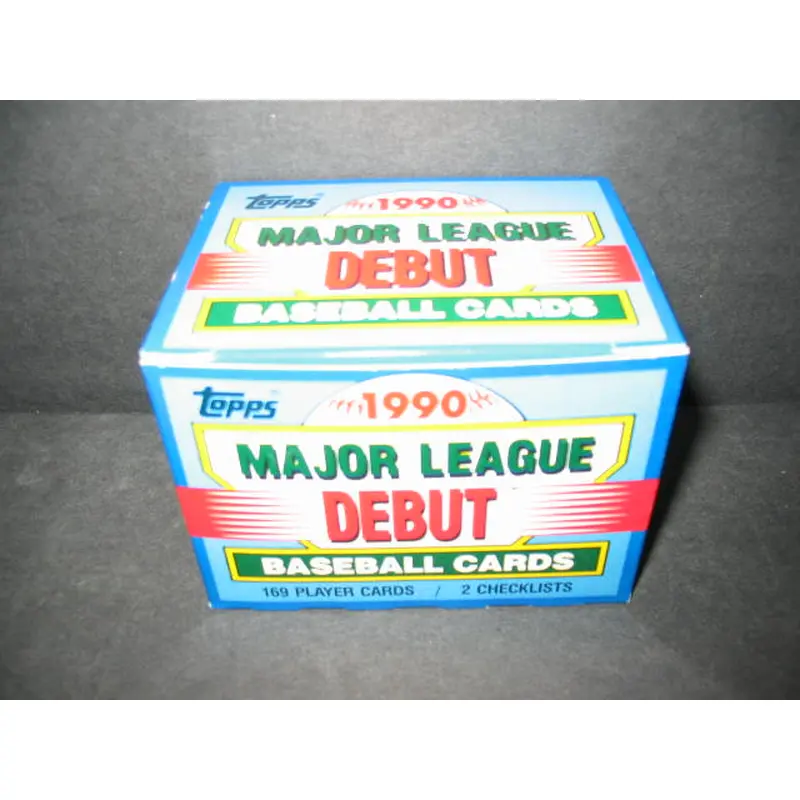 topps 1990
MAJOR LEAGUE
DEBUT
BASEBALL CARDS
topps 1990
MAJOR LEAGUE
DEBUT
BASEBALL CARDS
169 PLAYER CARDS / 2 CHECKLISTS